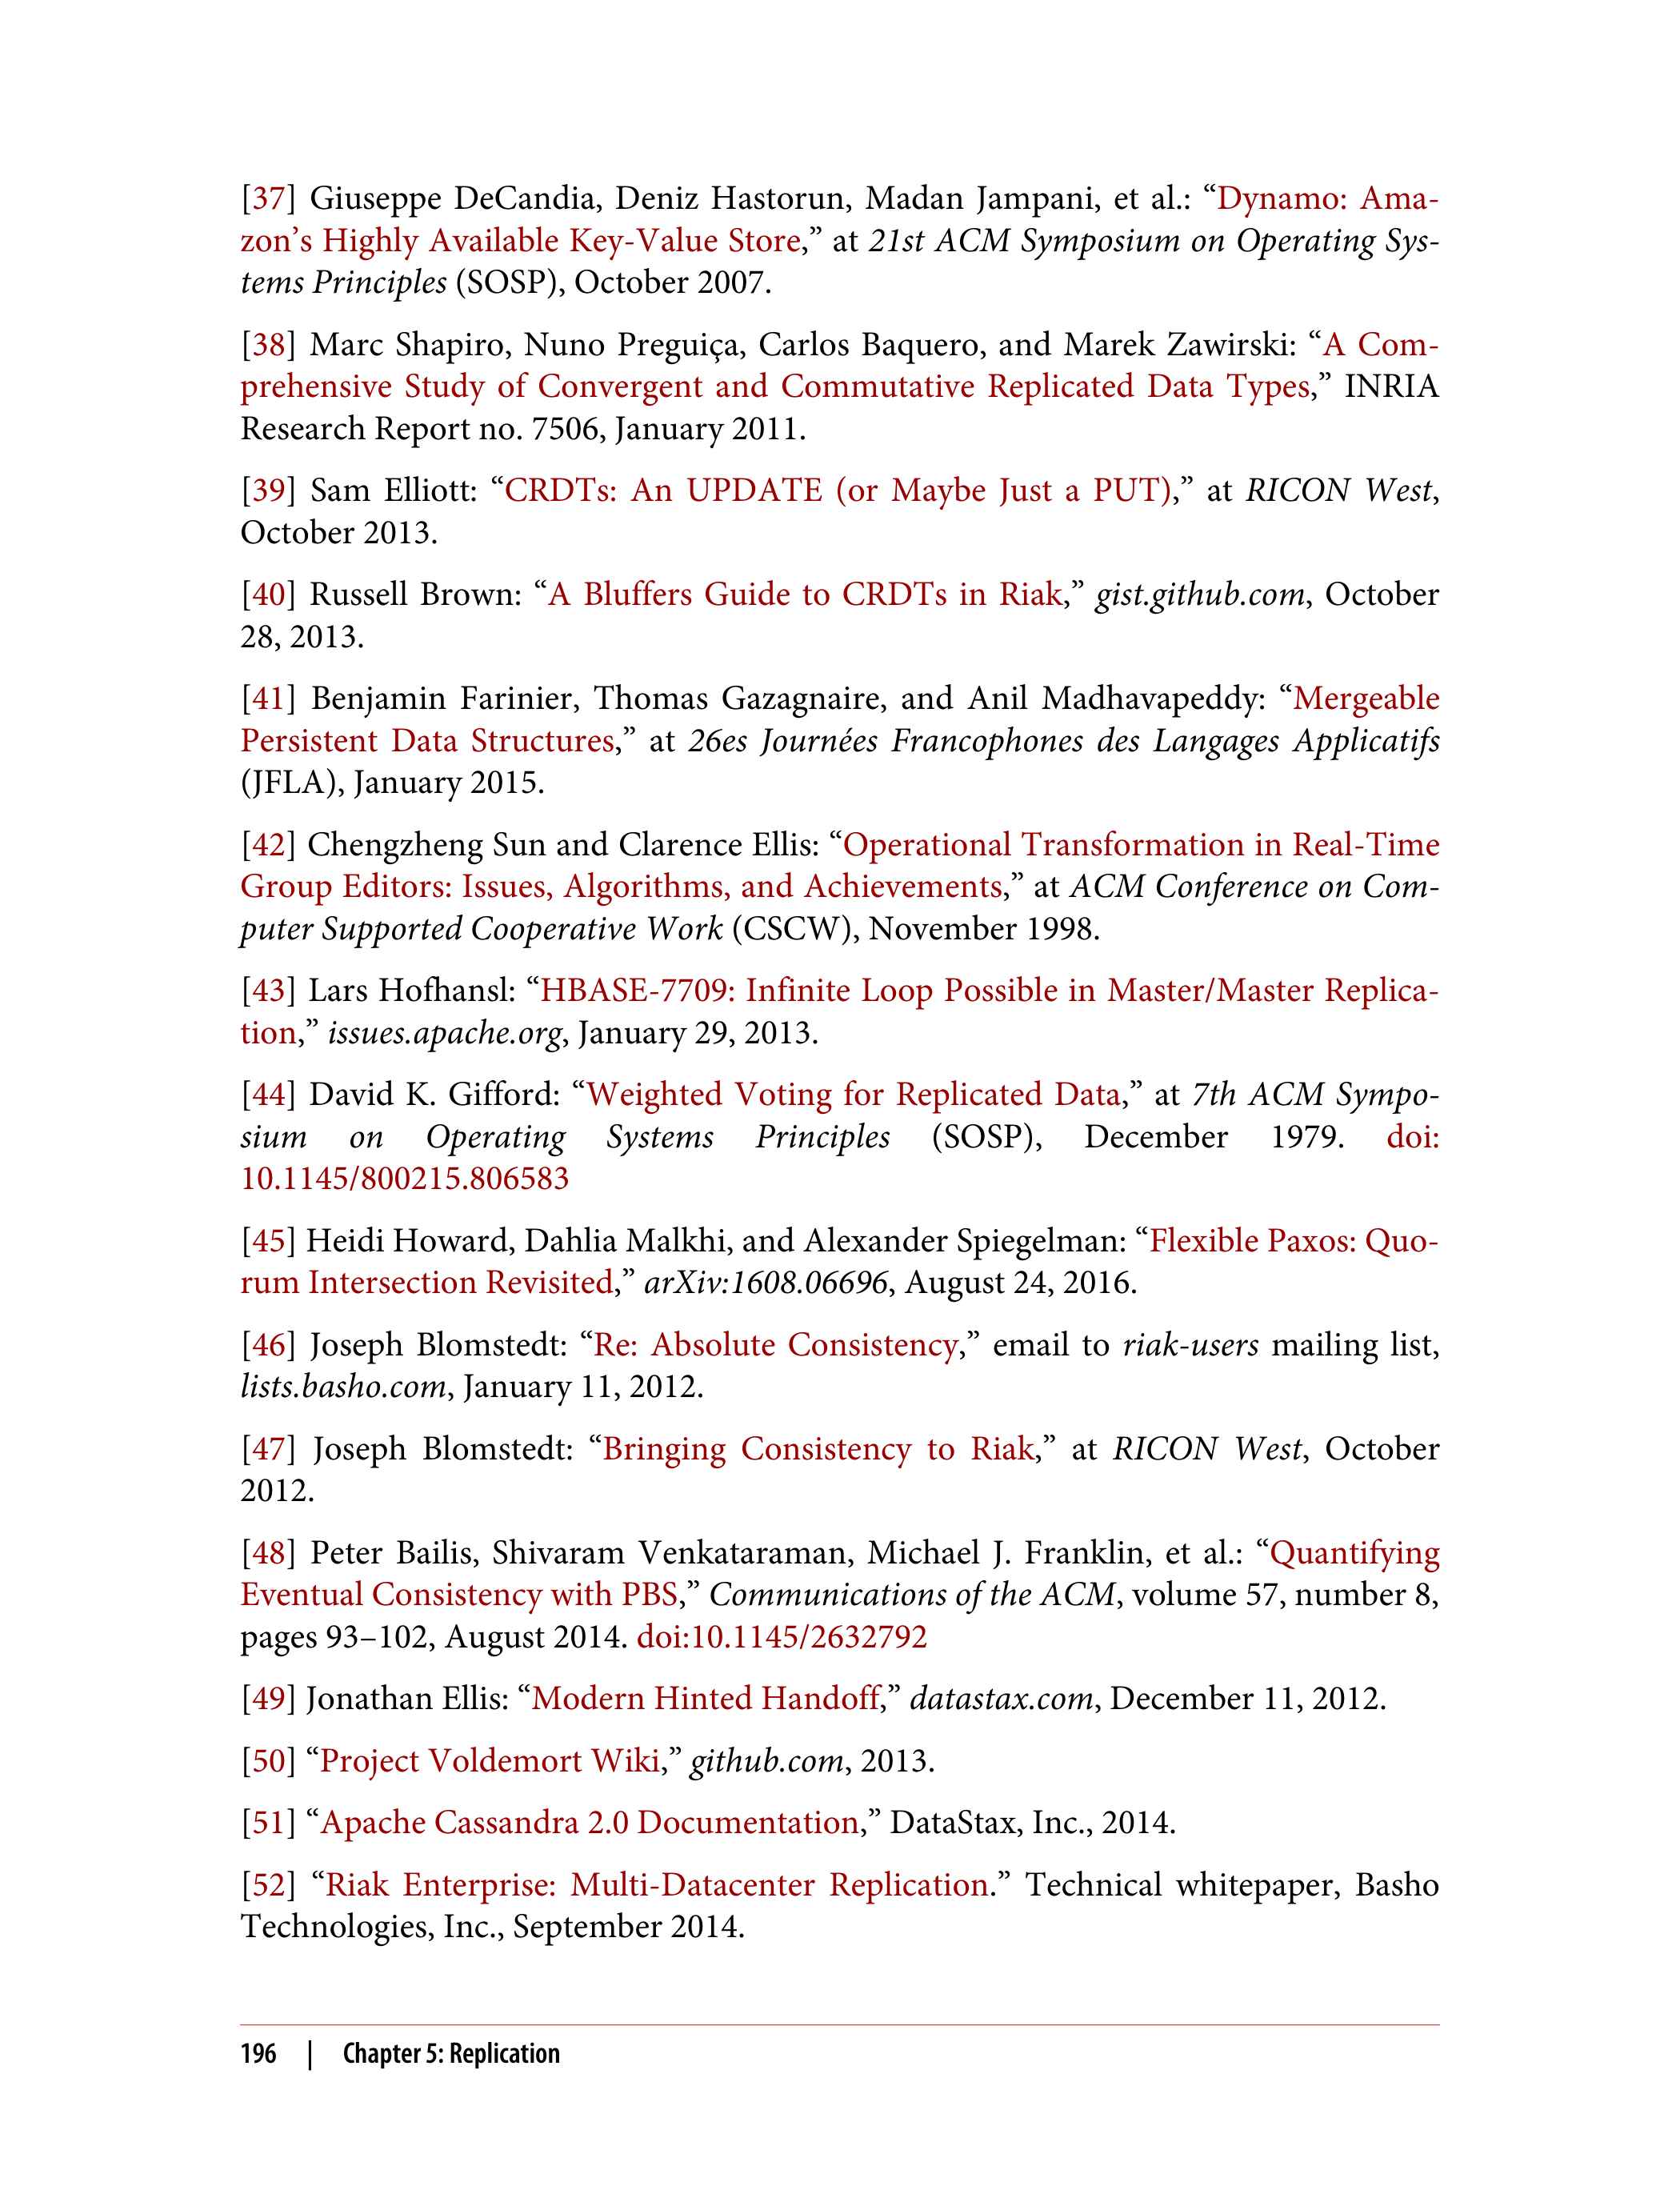 [37] Giuseppe DeCandia, Deniz Hastorun, Madan Jampani, et al.: “Dynamo: Ama-
zon’s Highly Available Key-Value Store,” at 21st ACM Symposium on Operating Sys-
tems Principles (SOSP), October 2007.
[38] Marc Shapiro, Nuno Preguiça, Carlos Baquero, and Marek Zawirski: “A Com-
prehensive Study of Convergent and Commutative Replicated Data Types,” INRIA
Research Report no. 7506, January 2011.
[39] Sam Elliott: “CRDTs: An UPDATE (or Maybe Just a PUT),” at RICON West,
October 2013.
[40] Russell Brown: “A Bluffers Guide to CRDTs in Riak,” gist.github.com, October
28, 2013.
[41] Benjamin Farinier, Thomas Gazagnaire, and Anil Madhavapeddy: “Mergeable
Persistent Data Structures,” at 26es Journées Francophones des Langages Applicatifs
(JFLA), January 2015.
[42] Chengzheng Sun and Clarence Ellis: “Operational Transformation in Real-Time
Group Editors: Issues, Algorithms, and Achievements,” at ACM Conference on Com-
puter Supported Cooperative Work (CSCW), November 1998.
[43] Lars Hofhansl: “HBASE-7709: Infinite Loop Possible in Master/Master Replica-
tion,” issues.apache.org, January 29, 2013.
[44] David K. Gifford: “Weighted Voting for Replicated Data,” at 7th ACM Sympo-
sium on Operating Systems Principles (SOSP), December 1979. doi:
10.1145/800215.806583
[45] Heidi Howard, Dahlia Malkhi, and Alexander Spiegelman: “Flexible Paxos: Quo-
rum Intersection Revisited,” arXiv:1608.06696, August 24, 2016.
[46] Joseph Blomstedt: “Re: Absolute Consistency,” email to riak-users mailing list,
lists.basho.com, January 11, 2012.
[47] Joseph Blomstedt: “Bringing Consistency to Riak,” at RICON West, October
2012.
[48] Peter Bailis, Shivaram Venkataraman, Michael J. Franklin, et al.: “Quantifying
Eventual Consistency with PBS,” Communications of the ACM, volume 57, number 8,
pages 93–102, August 2014. doi:10.1145/2632792
[49] Jonathan Ellis: “Modern Hinted Handoff,” datastax.com, December 11, 2012.
[50] “Project Voldemort Wiki,” github.com, 2013.
[51] “Apache Cassandra 2.0 Documentation,” DataStax, Inc., 2014.
[52] “Riak Enterprise: Multi-Datacenter Replication.” Technical whitepaper, Basho
Technologies, Inc., September 2014.
196 | Chapter 5: Replication